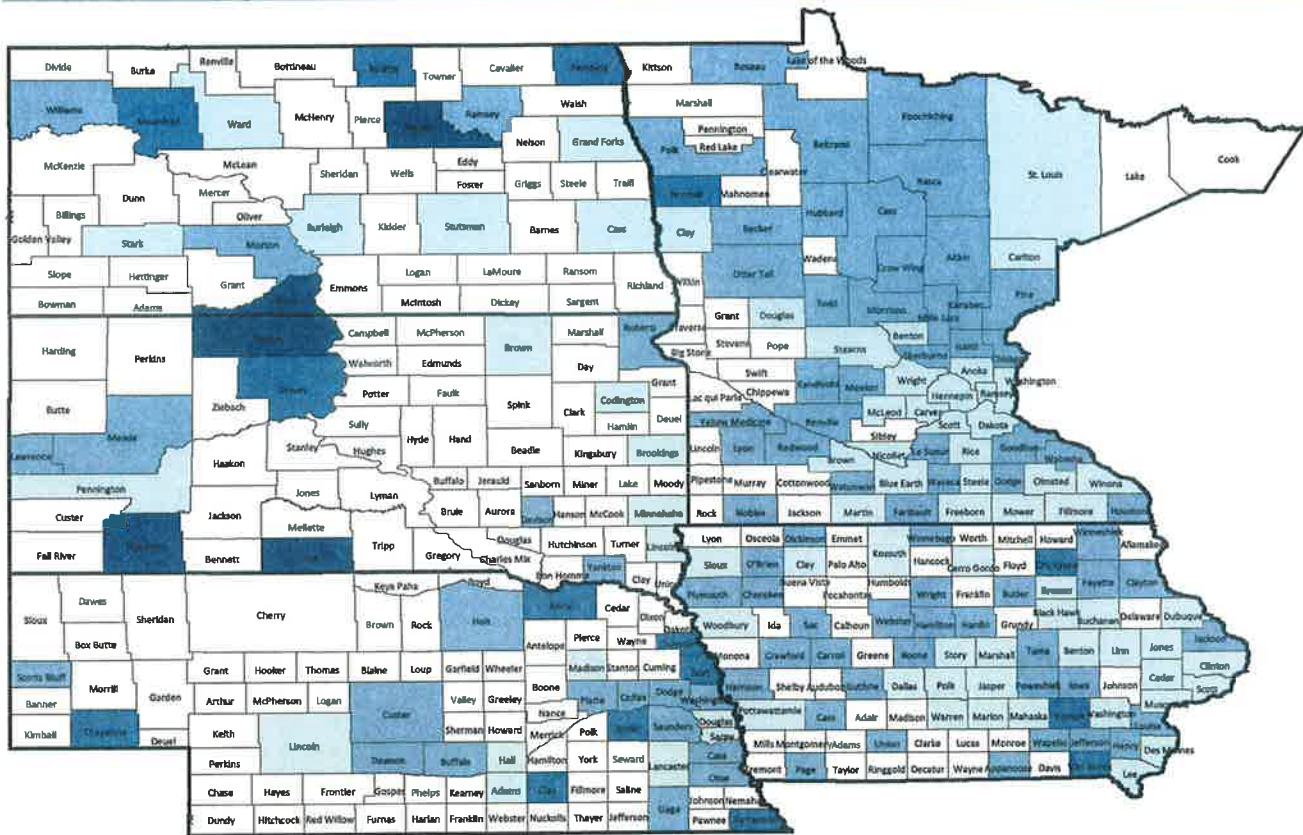 Divide
Burke
Renville
Bottineau
Rolette
Towner
Cavalier
Pembina
Kittson
Roseau
Lake of the Woods
Williams
Mountrail
Ward
McHenry
Pierce
Benson
Ramsey
Walsh
Marshall
Koochiching
Pennington
Red Lake
Nelson
Grand Forks
Polk
Beltrami
Clearwater
St. Louis
Lake
Cook
McKenzie
McLean
Sheridan
Wells
Eddy
Foster
Griggs
Steele
Traill
Norman
Mahnomen
Itasca
Dunn
Mercer
Oliver
Billings
Golden Valley
Stark
Morton
Burleigh
Kidder
Stutsman
Barnes
Cass
Clay
Becker
Hubbard
Cass
Wadena
Crow Wing
Aitkin
Carlton
Slope
Hettinger
Grant
Emmons
Logan
LaMoure
Ransom
Richland
Wilkin
Otter Tail
Bowman
Adams
McIntosh
Dickey
Sargent
Todd
Morrison
Mille Lacs
Kanabec
Pine
Grant
Douglas
Harding
Perkins
Campbell
McPherson
Brown
Marshall
Roberts
Traverse
Stevens
Pope
Stearns
Benton
Sherburne
Isanti
Chisago
Walworth
Edmunds
Day
Big Stone
Swift
Kandiyohi
Meeker
Wright
Anoka
Washington
Hennepin
Ramsey
Butte
Ziebach
Dewey
Potter
Faulk
Spink
Clark
Codington
Grant
Hamlin
Deuel
Lac qui Parle
Chippewa
McLeod
Carver
Scott
Dakota
Meade
Sully
Hyde
Hand
Beadle
Kingsbury
Brookings
Yellow Medicine
Renville
Sibley
Lawrence
Haakon
Stanley
Hughes
Lincoln
Lyon
Redwood
Brown
Nicollet
Le Sueur
Rice
Goodhue
Wabasha
Pennington
Jones
Lyman
Buffalo
Jerauld
Sanborn
Miner
Lake
Moody
Pipestone
Murray
Cottonwood
Watonwan
Blue Earth
Waseca
Steele
Dodge
Olmsted
Winona
Custer
Jackson
Mellette
Brule
Aurora
Davison
Hanson
McCook
Minnehaha
Rock
Nobles
Jackson
Martin
Faribault
Freeborn
Mower
Fillmore
Houston
Fall River
Bennett
Tripp
Gregory
Douglas
Charles Mix
Hutchinson
Turner
Lincoln
Bon Homme
Yankton
Clay
Union
Lyon
Osceola
Dickinson
Emmet
Kossuth
Winnebago
Worth
Mitchell
Howard
Winneshiek
Allamakee
Sioux
O'Brien
Clay
Palo Alto
Hancock
Cerro Gordo
Floyd
Chickasaw
Plymouth
Cherokee
Buena Vista
Pocahontas
Humboldt
Wright
Franklin
Butler
Bremer
Fayette
Clayton
Sioux
Dawes
Sheridan
Cherry
Keya Paha
Boyd
Cedar
Dixon
Dakota
Box Butte
Brown
Rock
Holt
Antelope
Pierce
Wayne
Woodbury
Ida
Sac
Calhoun
Webster
Hamilton
Hardin
Grundy
Black Hawk
Buchanan
Delaware
Dubuque
Scotts Bluff
Morrill
Garden
Grant
Hooker
Thomas
Blaine
Loup
Garfield
Wheeler
Boone
Madison
Stanton
Cuming
Burt
Monona
Crawford
Carroll
Greene
Boone
Story
Marshall
Tama
Benton
Linn
Jones
Jackson
Banner
Arthur
McPherson
Logan
Custer
Valley
Greeley
Nance
Platte
Colfax
Dodge
Washington
Harrison
Shelby
Audubon
Guthrie
Dallas
Polk
Jasper
Poweshiek
Iowa
Johnson
Cedar
Clinton
Scott
Kimball
Cheyenne
Deuel
Keith
Lincoln
Sherman
Howard
Merrick
Polk
Butler
Saunders
Douglas
Sarpy
Pottawattamie
Cass
Adair
Madison
Warren
Marion
Mahaska
Keokuk
Washington
Louisa
Perkins
Dawson
Buffalo
Hall
Hamilton
York
Seward
Lancaster
Cass
Otoe
Mills
Montgomery
Adams
Union
Clarke
Lucas
Monroe
Wapello
Jefferson
Henry
Des Moines
Chase
Hayes
Frontier
Gosper
Phelps
Kearney
Adams
Clay
Fillmore
Saline
Gage
Johnson
Nemaha
Page
Taylor
Ringgold
Decatur
Wayne
Appanoose
Davis
Van Buren
Lee
Dundy
Hitchcock
Red Willow
Furnas
Harlan
Franklin
Webster
Nuckolls
Thayer
Jefferson
Pawnee